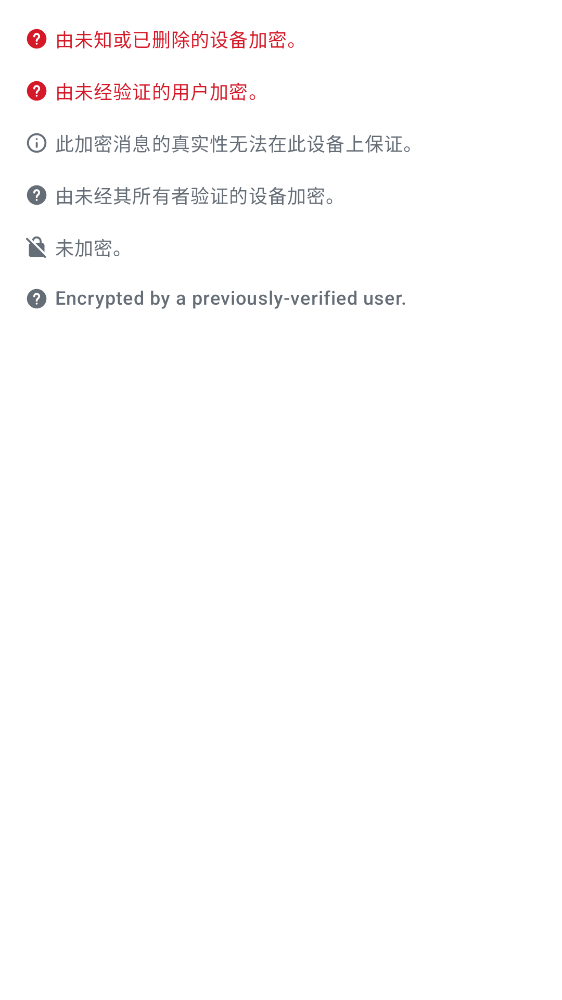 由未知或已删除的设备加密。
由未经验证的用户加密。
此加密消息的真实性无法在此设备上保证。
由未经其所有者验证的设备加密。
未加密。
Encrypted by a previously-verified user.